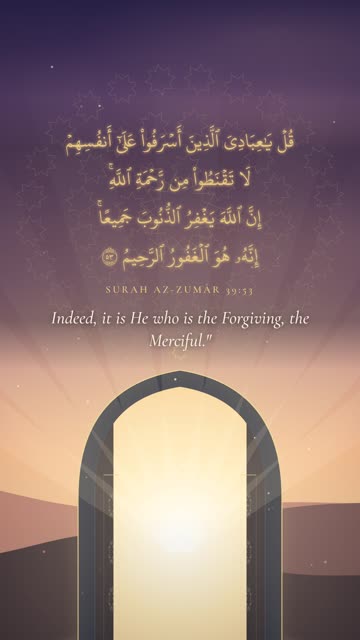 قُلْ يَـٰعِبَادِىَ ٱلَّذِينَ أَسْرَفُوا۟ عَلَىٰٓ أَنفُسِهِمْ
لَا تَقْنَطُوا۟ مِن رَّحْمَةِ ٱللَّهِ ۚ
إِنَّ ٱللَّهَ يَغْفِرُ ٱلذُّنُوبَ جَمِيعًا ۚ
إِنَّهُۥ هُوَ ٱلْغَفُورُ ٱلرَّحِيمُ ۝٥٣
SURAH AZ-ZUMAR 39:53
Indeed, it is He who is the Forgiving, the
Merciful."